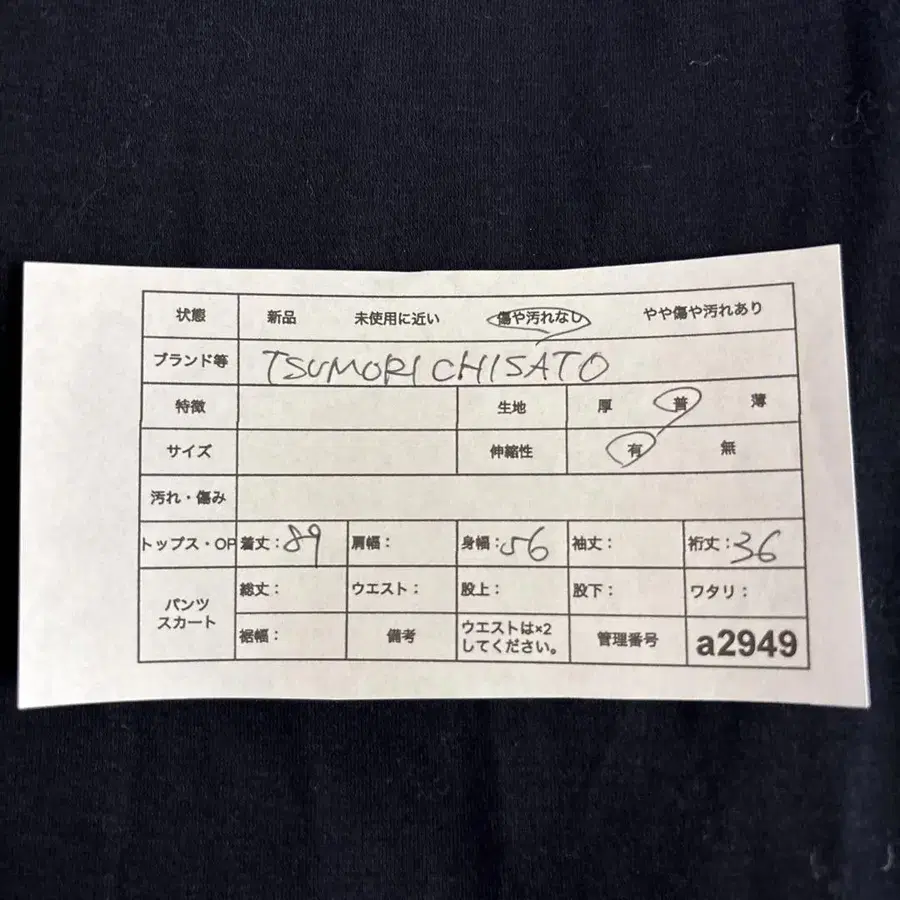 状態 新品 未使用に近い 傷や汚れなし やや傷や汚れあり
ブランド等 TSUMORI CHISATO
特徴 生地 厚 普 薄
サイズ 伸縮性 有 無
汚れ・傷み
トップス・OP 着丈：89 肩幅： 身幅：56 袖丈： 裄丈：36
パンツ スカート
総丈： ウエスト： 股上： 股下： ワタリ：
裾幅： 備考 ウエストは×2 してください。 管理番号 a2949